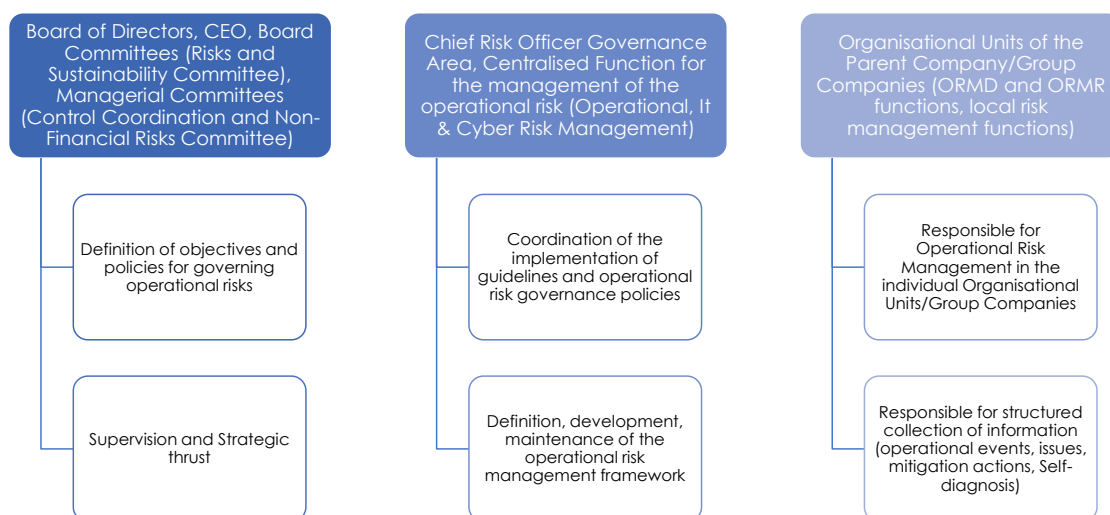 Board of Directors, CEO, Board
Committees (Risks and
Sustainability Committee),
Managerial Committees
(Control Coordination and Non-
Financial Risks Committee)
Definition of objectives and
policies for governing
operational risks
Supervision and Strategic
thrust
Chief Risk Officer Governance
Area, Centralised Function for
the management of the
operational risk (Operational, It
& Cyber Risk Management)
Coordination of the
implementation of
guidelines and operational
risk governance policies
Definition, development,
maintenance of the
operational risk
management framework
Organisational Units of the
Parent Company/Group
Companies (ORMD and ORMR
functions, local risk
management functions)
Responsible for
Operational Risk
Management in the
individual Organisational
Units/Group Companies
Responsible for structured
collection of information
(operational events, issues,
mitigation actions, Self-
diagnosis)